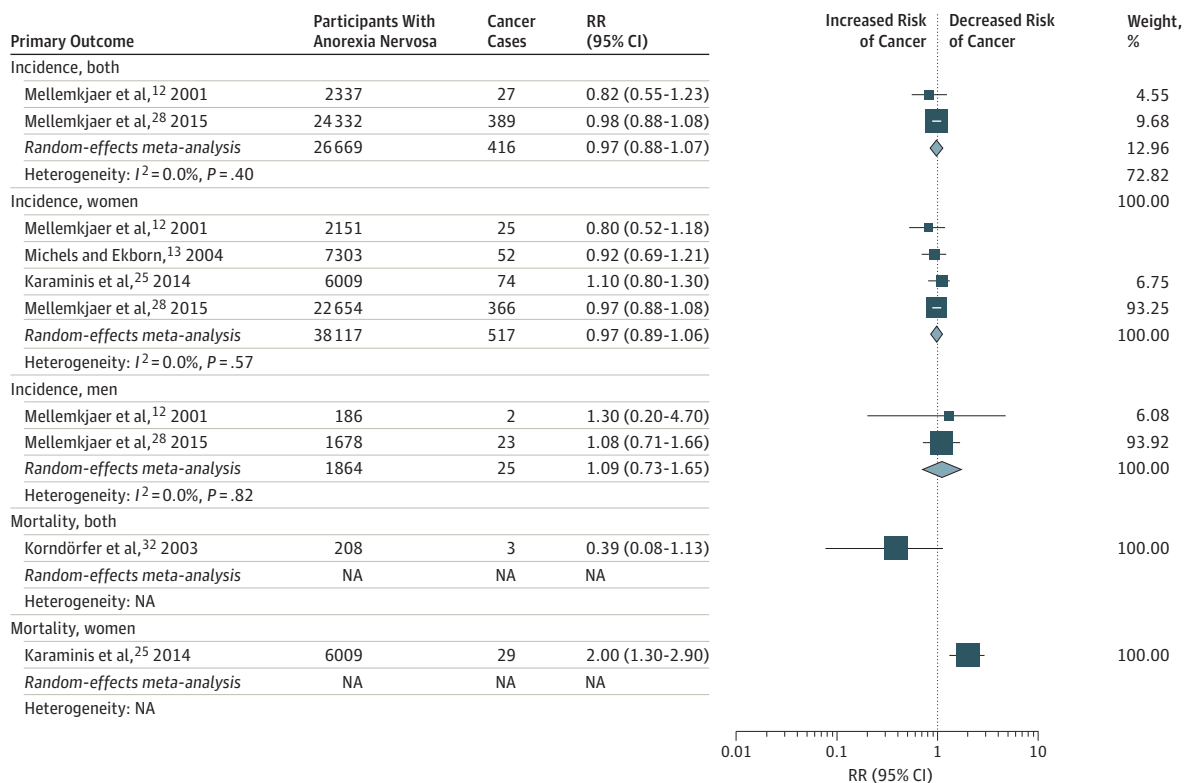 Primary Outcome Participants With Anorexia Nervosa Cancer Cases RR (95% CI) Increased Risk of Cancer Decreased Risk of Cancer Weight, %
Incidence, both
Mellemkjaer et al,12 2001 2337 27 0.82 (0.55-1.23) 4.55
Mellemkjaer et al,28 2015 24 332 389 0.98 (0.88-1.08) 9.68
Random-effects meta-analysis 26 669 416 0.97 (0.88-1.07) 12.96
Heterogeneity: I2 = 0.0%, P = .40 72.82
Incidence, women 100.00
Mellemkjaer et al,12 2001 2151 25 0.80 (0.52-1.18)
Michels and Ekborn,13 2004 7303 52 0.92 (0.69-1.21)
Karaminis et al,25 2014 6009 74 1.10 (0.80-1.30) 6.75
Mellemkjaer et al,28 2015 22 654 366 0.97 (0.88-1.08) 93.25
Random-effects meta-analysis 38 117 517 0.97 (0.89-1.06) 100.00
Heterogeneity: I2 = 0.0%, P = .57
Incidence, men
Mellemkjaer et al,12 2001 186 2 1.30 (0.20-4.70) 6.08
Mellemkjaer et al,28 2015 1678 23 1.08 (0.71-1.66) 93.92
Random-effects meta-analysis 1864 25 1.09 (0.73-1.65) 100.00
Heterogeneity: I2 = 0.0%, P = .82
Mortality, both
Korndörfer et al,32 2003 208 3 0.39 (0.08-1.13) 100.00
Random-effects meta-analysis NA NA NA
Heterogeneity: NA
Mortality, women
Karaminis et al,25 2014 6009 29 2.00 (1.30-2.90) 100.00
Random-effects meta-analysis NA NA NA
Heterogeneity: NA
0.01 0.1 1 10
RR (95% CI)